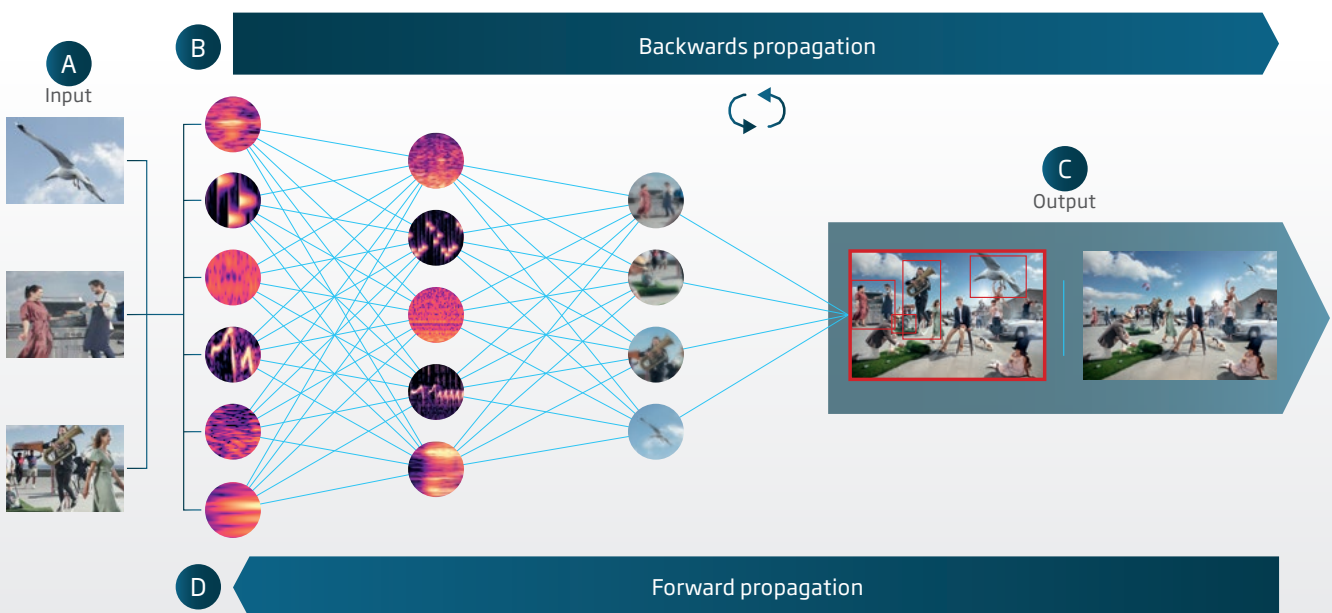 B
Backwards propagation
A
Input
C
Output
D
Forward propagation